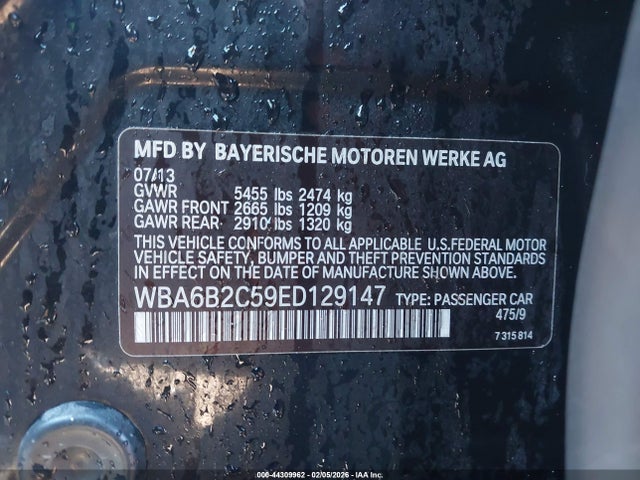 MFD BY BAYERISCHE MOTOREN WERKE AG
07/13
GVWR 5455 lbs 2474 kg
GAWR FRONT 2665 lbs 1209 kg
GAWR REAR 2910 lbs 1320 kg
THIS VEHICLE CONFORMS TO ALL APPLICABLE U.S.FEDERAL MOTOR
VEHICLE SAFETY, BUMPER AND THEFT PREVENTION STANDARDS
IN EFFECT ON THE DATE OF MANUFACTURE SHOWN ABOVE.
WBA6B2C59ED129147 TYPE: PASSENGER CAR
475/9
7 315 814
000-44309962 - 02/05/2026 - IAA Inc.